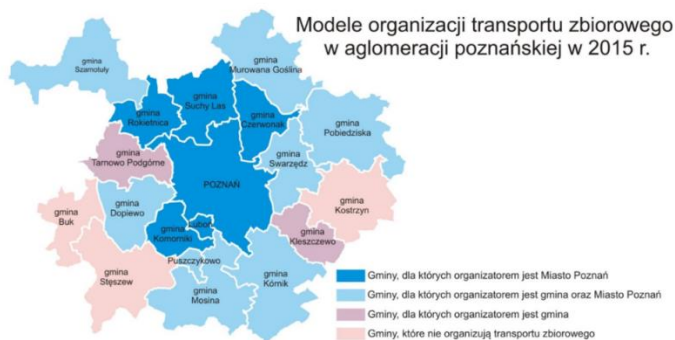 Modele organizacji transportu zbiorowego
w aglomeracji poznańskiej w 2015 r.
gmina
Szamotuły
gmina
Murowana Goślina
gmina
Suchy Las
gmina
Rokietnica
gmina
Czerwonak
gmina
Pobiedziska
gmina
Tarnowo Podgórne
gmina
Swarzędz
POZNAŃ
gmina
Kostrzyn
gmina
Buk
gmina
Dopiewo
Luboń
gmina
Komorniki
gmina
Kleszczewo
Puszczykowo
gmina
Stęszew
gmina
Mosina
gmina
Kórnik
Gminy, dla których organizatorem jest Miasto Poznań
Gminy, dla których organizatorem jest gmina oraz Miasto Poznań
Gminy, dla których organizatorem jest gmina
Gminy, które nie organizują transportu zbiorowego